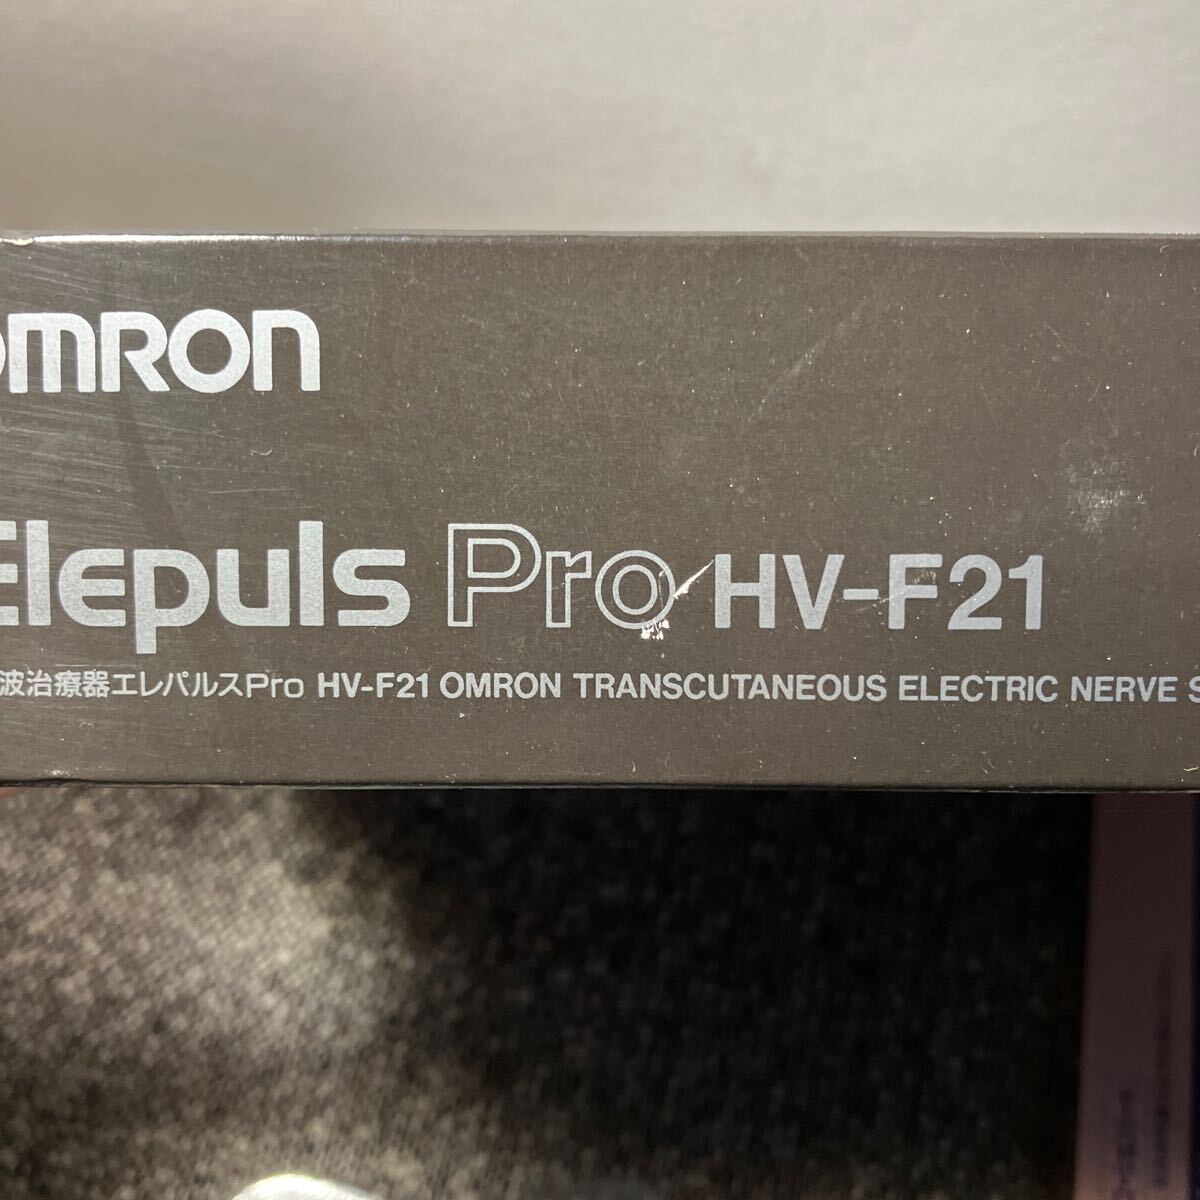 OMRON
Elepuls Pro HV-F21
波治療器エレパルスPro HV-F21 OMRON TRANSCUTANEOUS ELECTRIC NERVE S